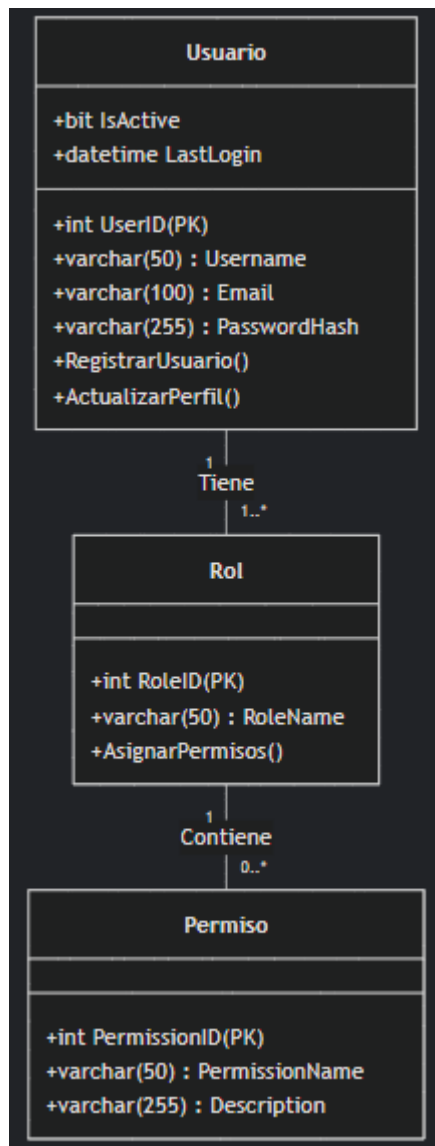 Usuario
+bit IsActive
+datetime LastLogin
+int UserID(PK)
+varchar(50) : Username
+varchar(100) : Email
+varchar(255) : PasswordHash
+RegistrarUsuario()
+ActualizarPerfil()
1
Tiene
1..*
Rol
+int RoleID(PK)
+varchar(50) : RoleName
+AsignarPermisos()
1
Contiene
0..*
Permiso
+int PermissionID(PK)
+varchar(50) : PermissionName
+varchar(255) : Description